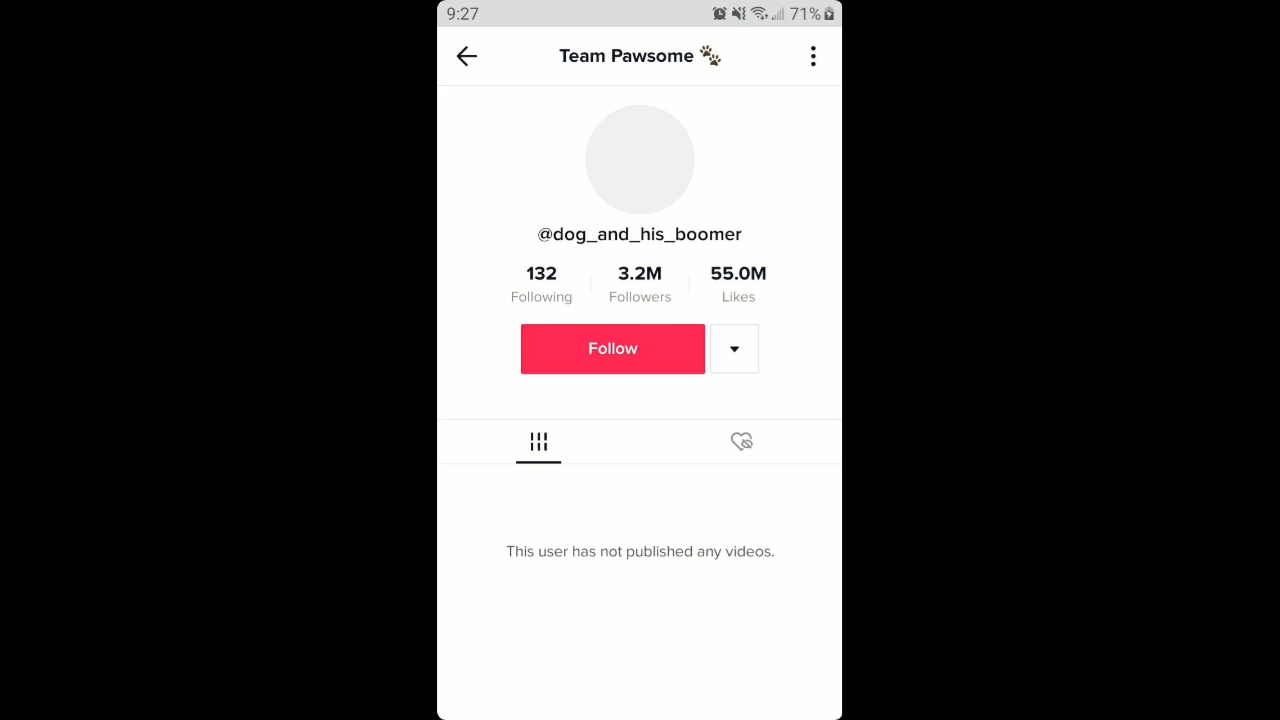 9:27 71%
Team Pawsome 🐾
@dog_and_his_boomer
132 3.2M 55.0M
Following Followers Likes
Follow
This user has not published any videos.